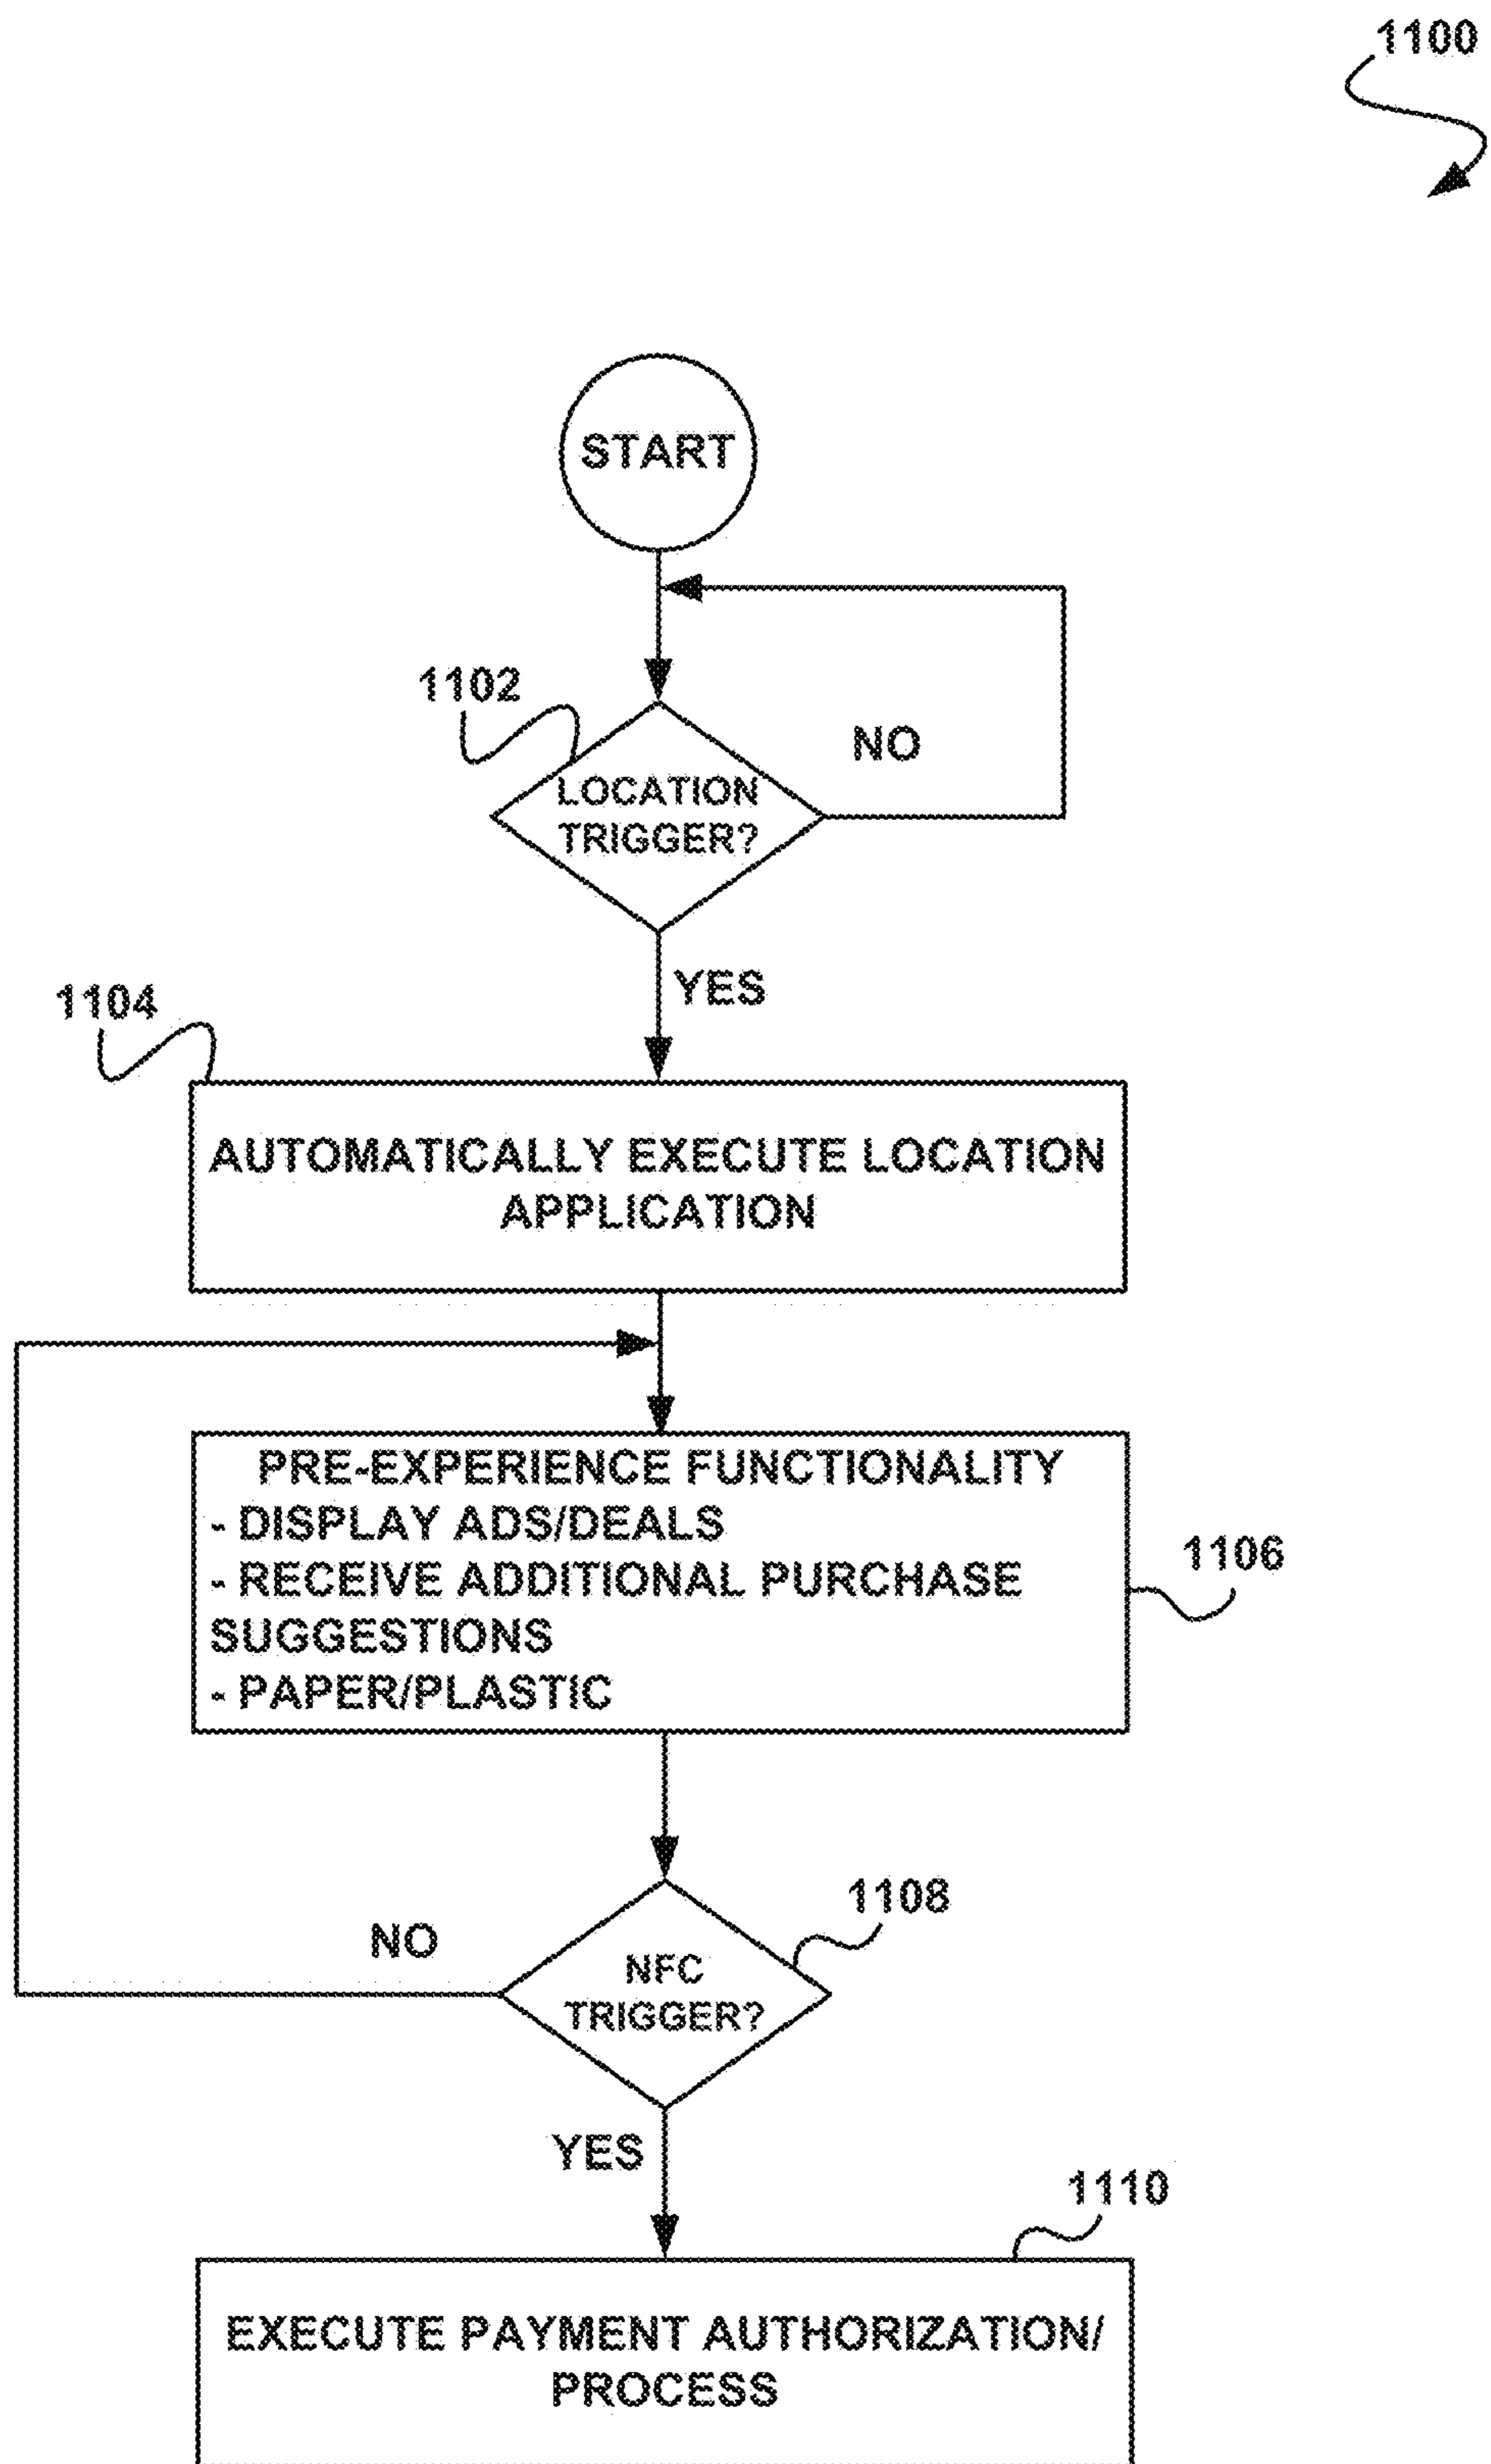 1100
START
1102
NO
LOCATION
TRIGGER?
YES
1104
AUTOMATICALLY EXECUTE LOCATION
APPLICATION
PRE-EXPERIENCE FUNCTIONALITY
- DISPLAY ADS/DEALS
- RECEIVE ADDITIONAL PURCHASE
SUGGESTIONS
- PAPER/PLASTIC
1106
1108
NO
NFC
TRIGGER?
YES
1110
EXECUTE PAYMENT AUTHORIZATION/
PROCESS